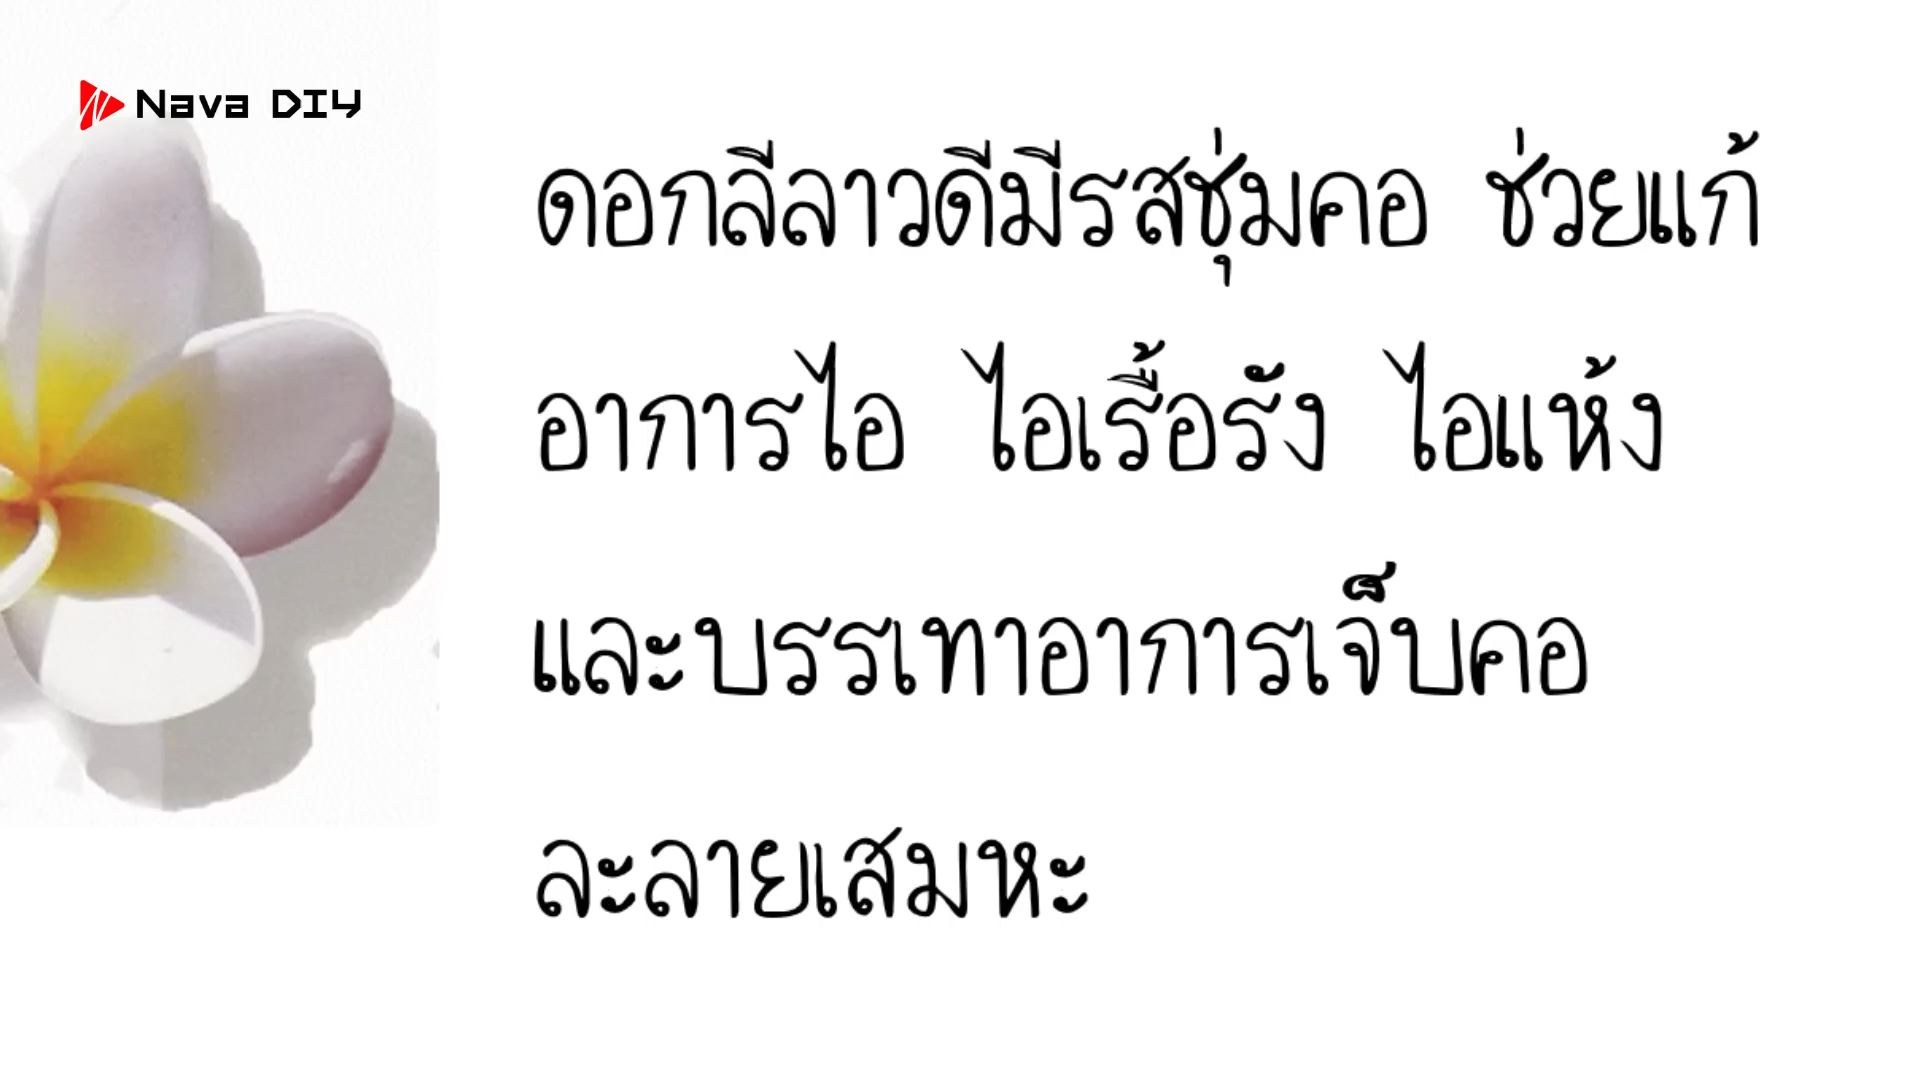 Nava DIY
ดอกลีลาวดีมีรสชุ่มคอ ช่วยแก้
อาการไอ ไอเรื้อรัง ไอแห้ง
และบรรเทาอาการเจ็บคอ
ละลายเสมหะ